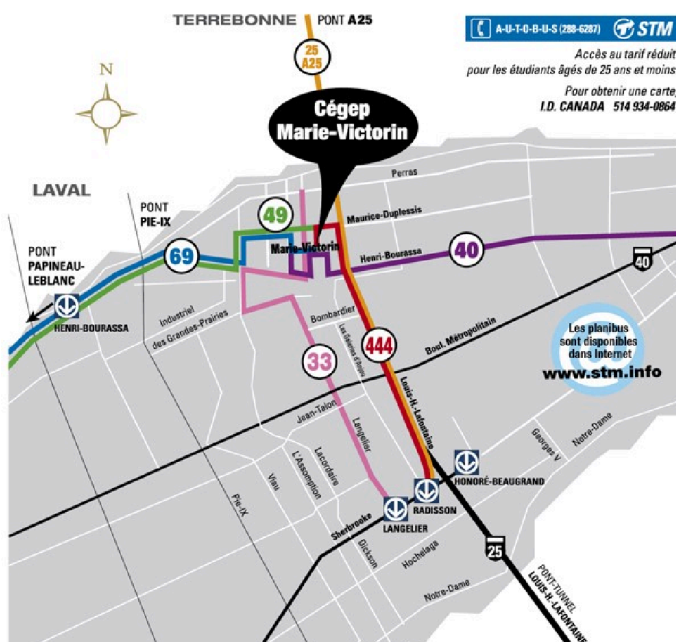 TERREBONNE
PONT A25
25
A25
A-U-T-O-B-U-S (288-6287)
STM
Accès au tarif réduit
pour les étudiants âgés de 25 ans et moins
Pour obtenir une carte,
I.D. CANADA 514 934-0864
N
Cégep
Marie-Victorin
LAVAL
PONT
PIE-IX
PONT
PAPINEAU-
LEBLANC
Perras
49
Maurice-Duplessis
Marie-Victorin
Henri-Bourassa
69
40
40
HENRI-BOURASSA
Industriel
des Grandes-Prairies
Bombardier
Les Galeries d'Anjou
33
444
Boul. Métropolitain
Les planibus
sont disponibles
dans Internet
www.stm.info
Jean-Talon
Langelier
Louis-H.-Lafontaine
Lacordaire
L'Assomption
Viau
Pie-IX
Georges V
Notre-Dame
HONORÉ-BEAUGRAND
RADISSON
LANGELIER
Sherbrooke
Dickson
Hochelaga
Notre-Dame
25
PONT-TUNNEL
LOUIS-H.-LAFONTAINE